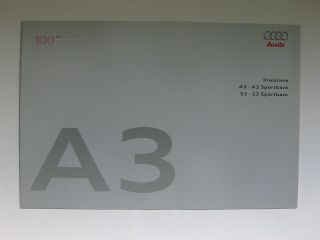 100
Audi
Preisliste
A3 · A3 Sportback
S3 · S3 Sportback
A3